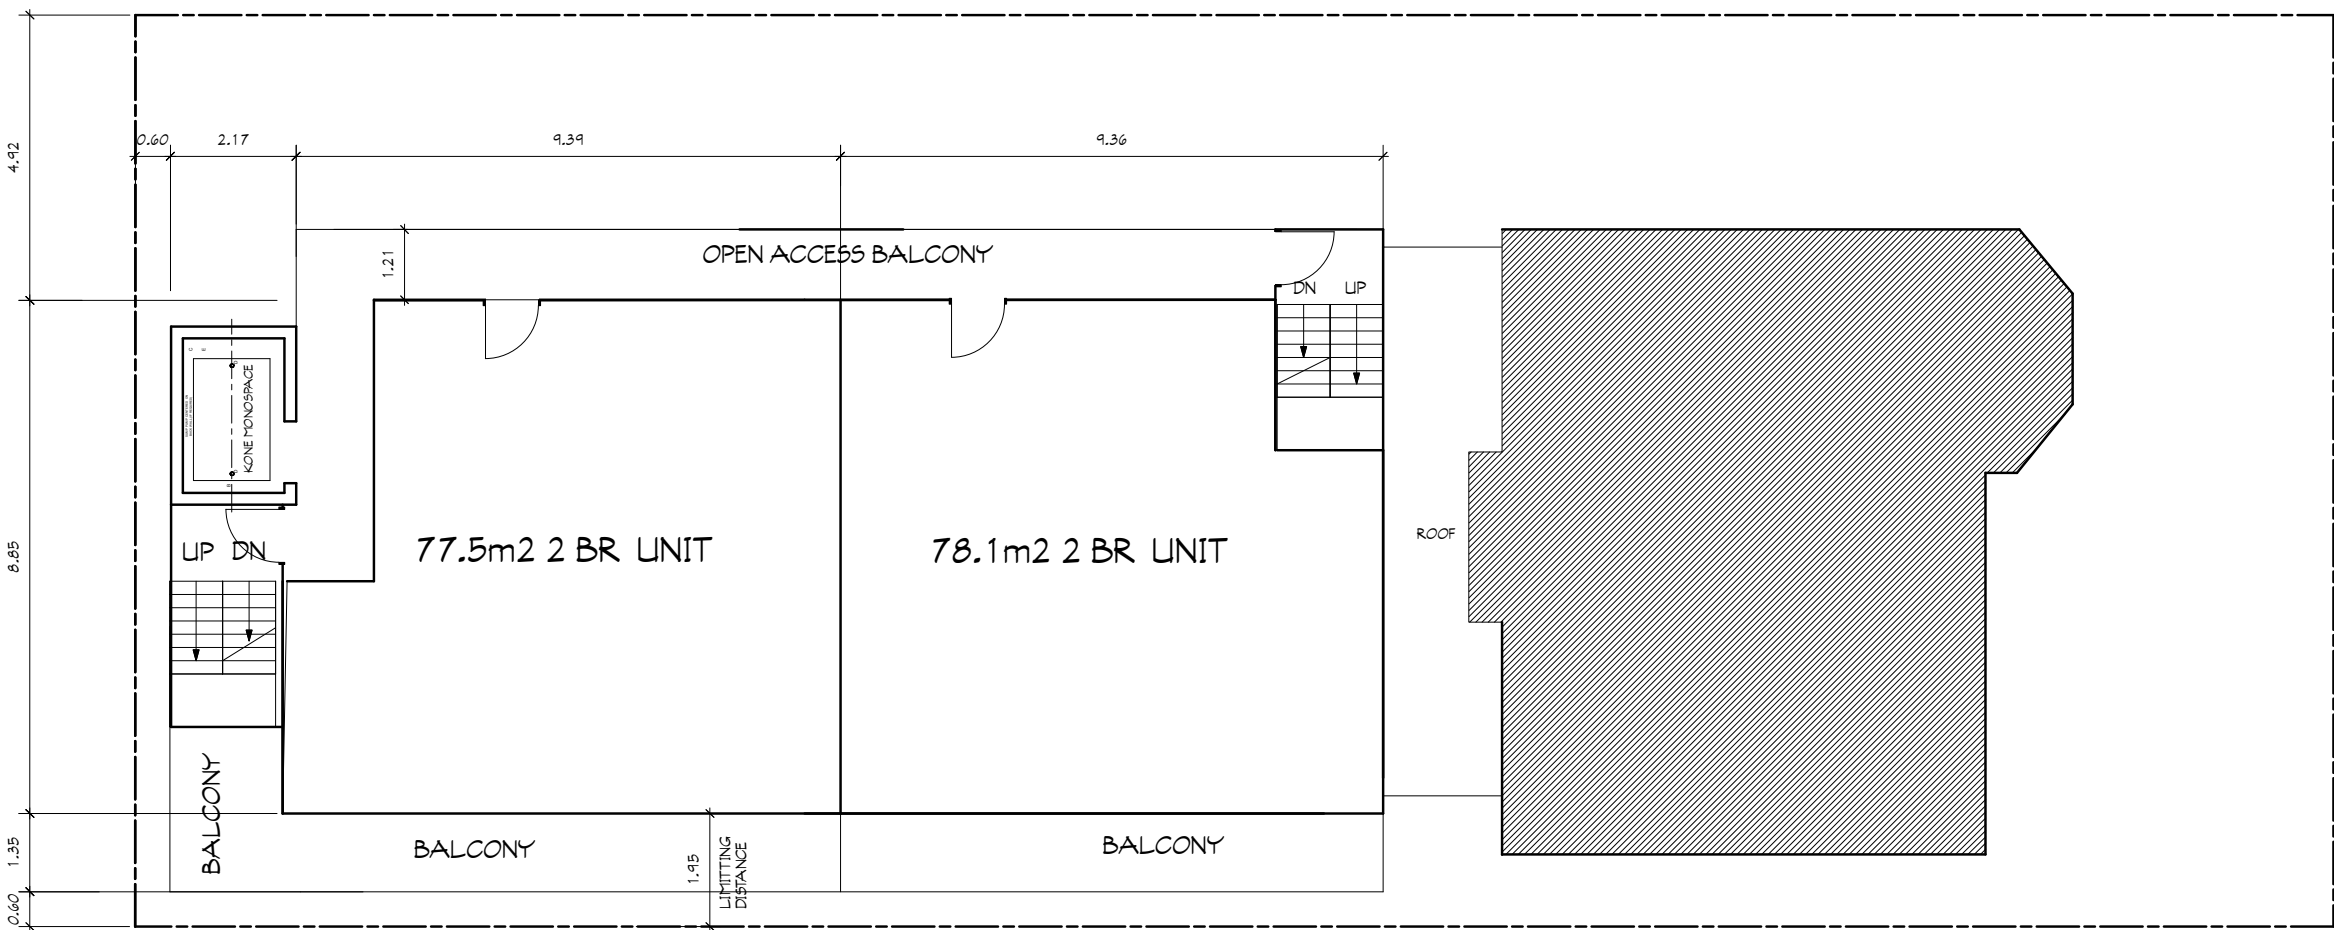 0.60
2.17
9.39
9.36
4.92
1.21
OPEN ACCESS BALCONY
DN
UP
KONE MONOSPACE
UP
DN
77.5m2 2 BR UNIT
78.1m2 2 BR UNIT
ROOF
8.85
BALCONY
BALCONY
BALCONY
1.95
LIMITTING
DISTANCE
1.35
0.60